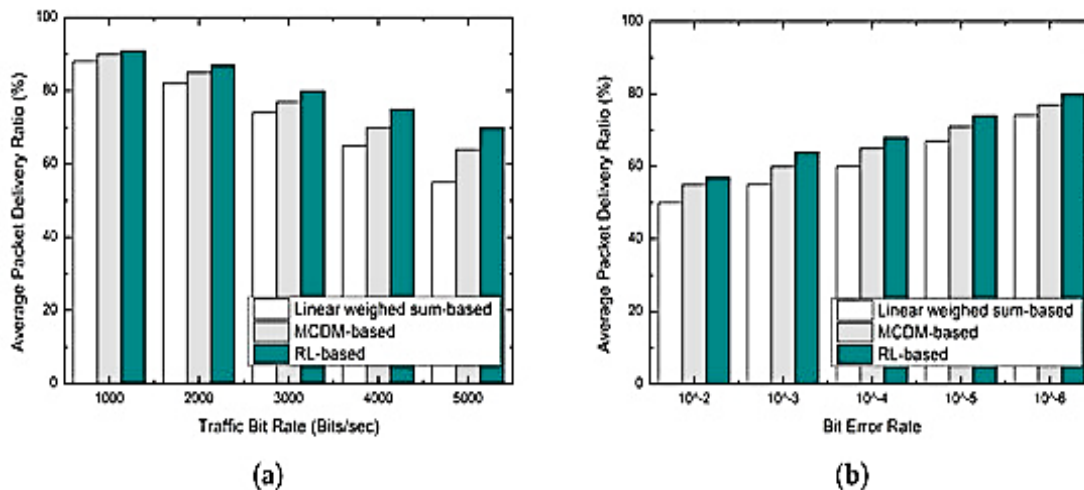 100
80
60
40
20
0
Average Packet Delivery Ratio (%)
Linear weighed sum-based
MCDM-based
RL-based
1000 2000 3000 4000 5000
Traffic Bit Rate (Bits/sec)
(a)
100
80
60
40
20
0
Average Packet Delivery Ratio (%)
Linear weighed sum-based
MCDM-based
RL-based
10^-2 10^-3 10^-4 10^-5 10^-6
Bit Error Rate
(b)